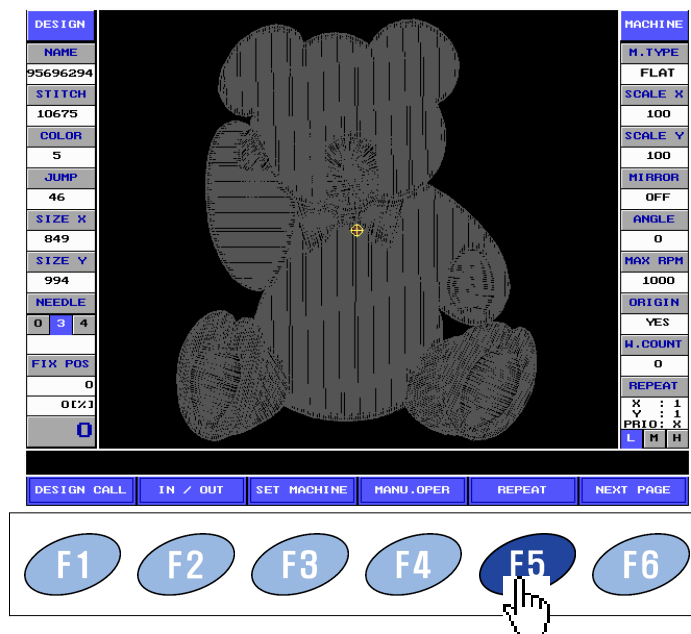 DESIGN
NAME
95696294
STITCH
10675
COLOR
5
JUMP
46
SIZE X
849
SIZE Y
994
NEEDLE
0 3 4
FIX POS
0
0[%]
0
MACHINE
M.TYPE
FLAT
SCALE X
100
SCALE Y
100
MIRROR
OFF
ANGLE
0
MAX RPM
1000
ORIGIN
YES
W.COUNT
0
REPEAT
X : 1
Y : 1
PRIO: X
L M H
DESIGN CALL IN / OUT SET MACHINE MANU.OPER REPEAT NEXT PAGE
F1 F2 F3 F4 F5 F6